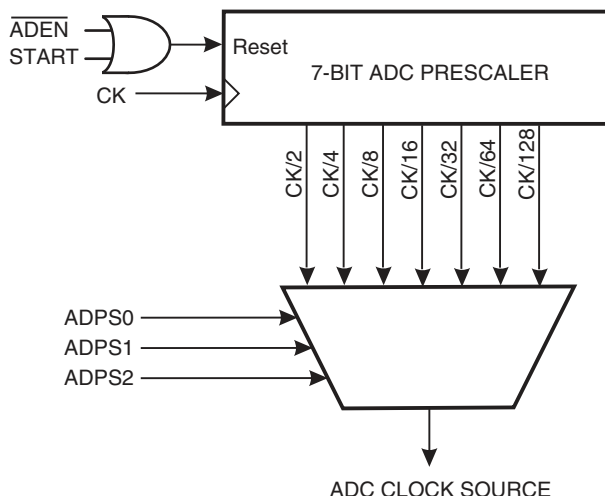 ADEN
START
Reset
7-BIT ADC PRESCALER
CK
CK/2
CK/4
CK/8
CK/16
CK/32
CK/64
CK/128
ADPS0
ADPS1
ADPS2
ADC CLOCK SOURCE